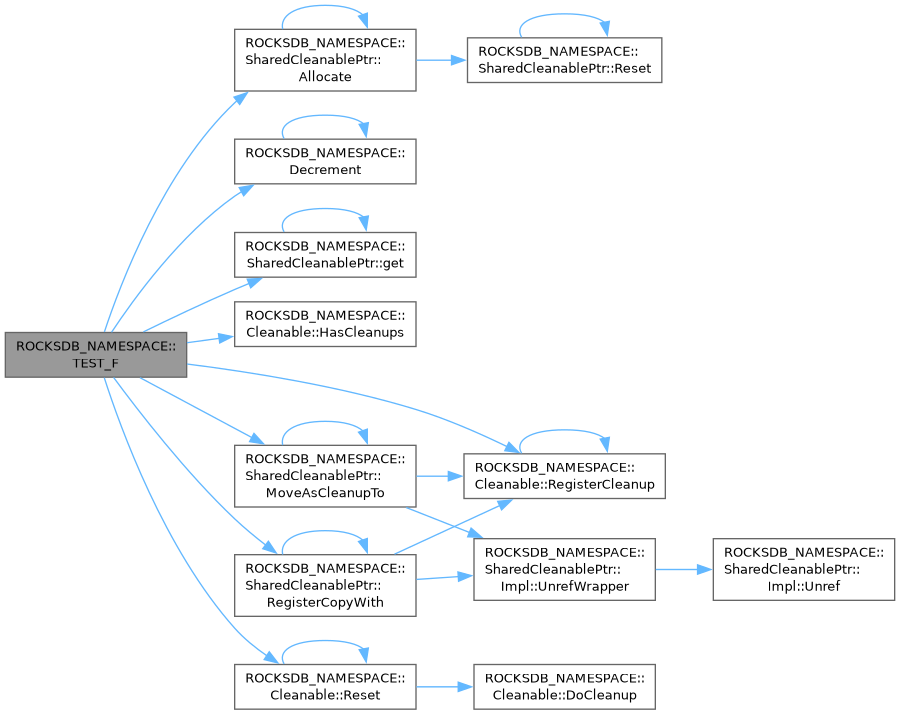 ROCKSDB_NAMESPACE::
TEST_F
ROCKSDB_NAMESPACE::
SharedCleanablePtr::
Allocate
ROCKSDB_NAMESPACE::
SharedCleanablePtr::Reset
ROCKSDB_NAMESPACE::
Decrement
ROCKSDB_NAMESPACE::
SharedCleanablePtr::get
ROCKSDB_NAMESPACE::
Cleanable::HasCleanups
ROCKSDB_NAMESPACE::
SharedCleanablePtr::
MoveAsCleanupTo
ROCKSDB_NAMESPACE::
Cleanable::RegisterCleanup
ROCKSDB_NAMESPACE::
SharedCleanablePtr::
RegisterCopyWith
ROCKSDB_NAMESPACE::
SharedCleanablePtr::
Impl::UnrefWrapper
ROCKSDB_NAMESPACE::
SharedCleanablePtr::
Impl::Unref
ROCKSDB_NAMESPACE::
Cleanable::Reset
ROCKSDB_NAMESPACE::
Cleanable::DoCleanup